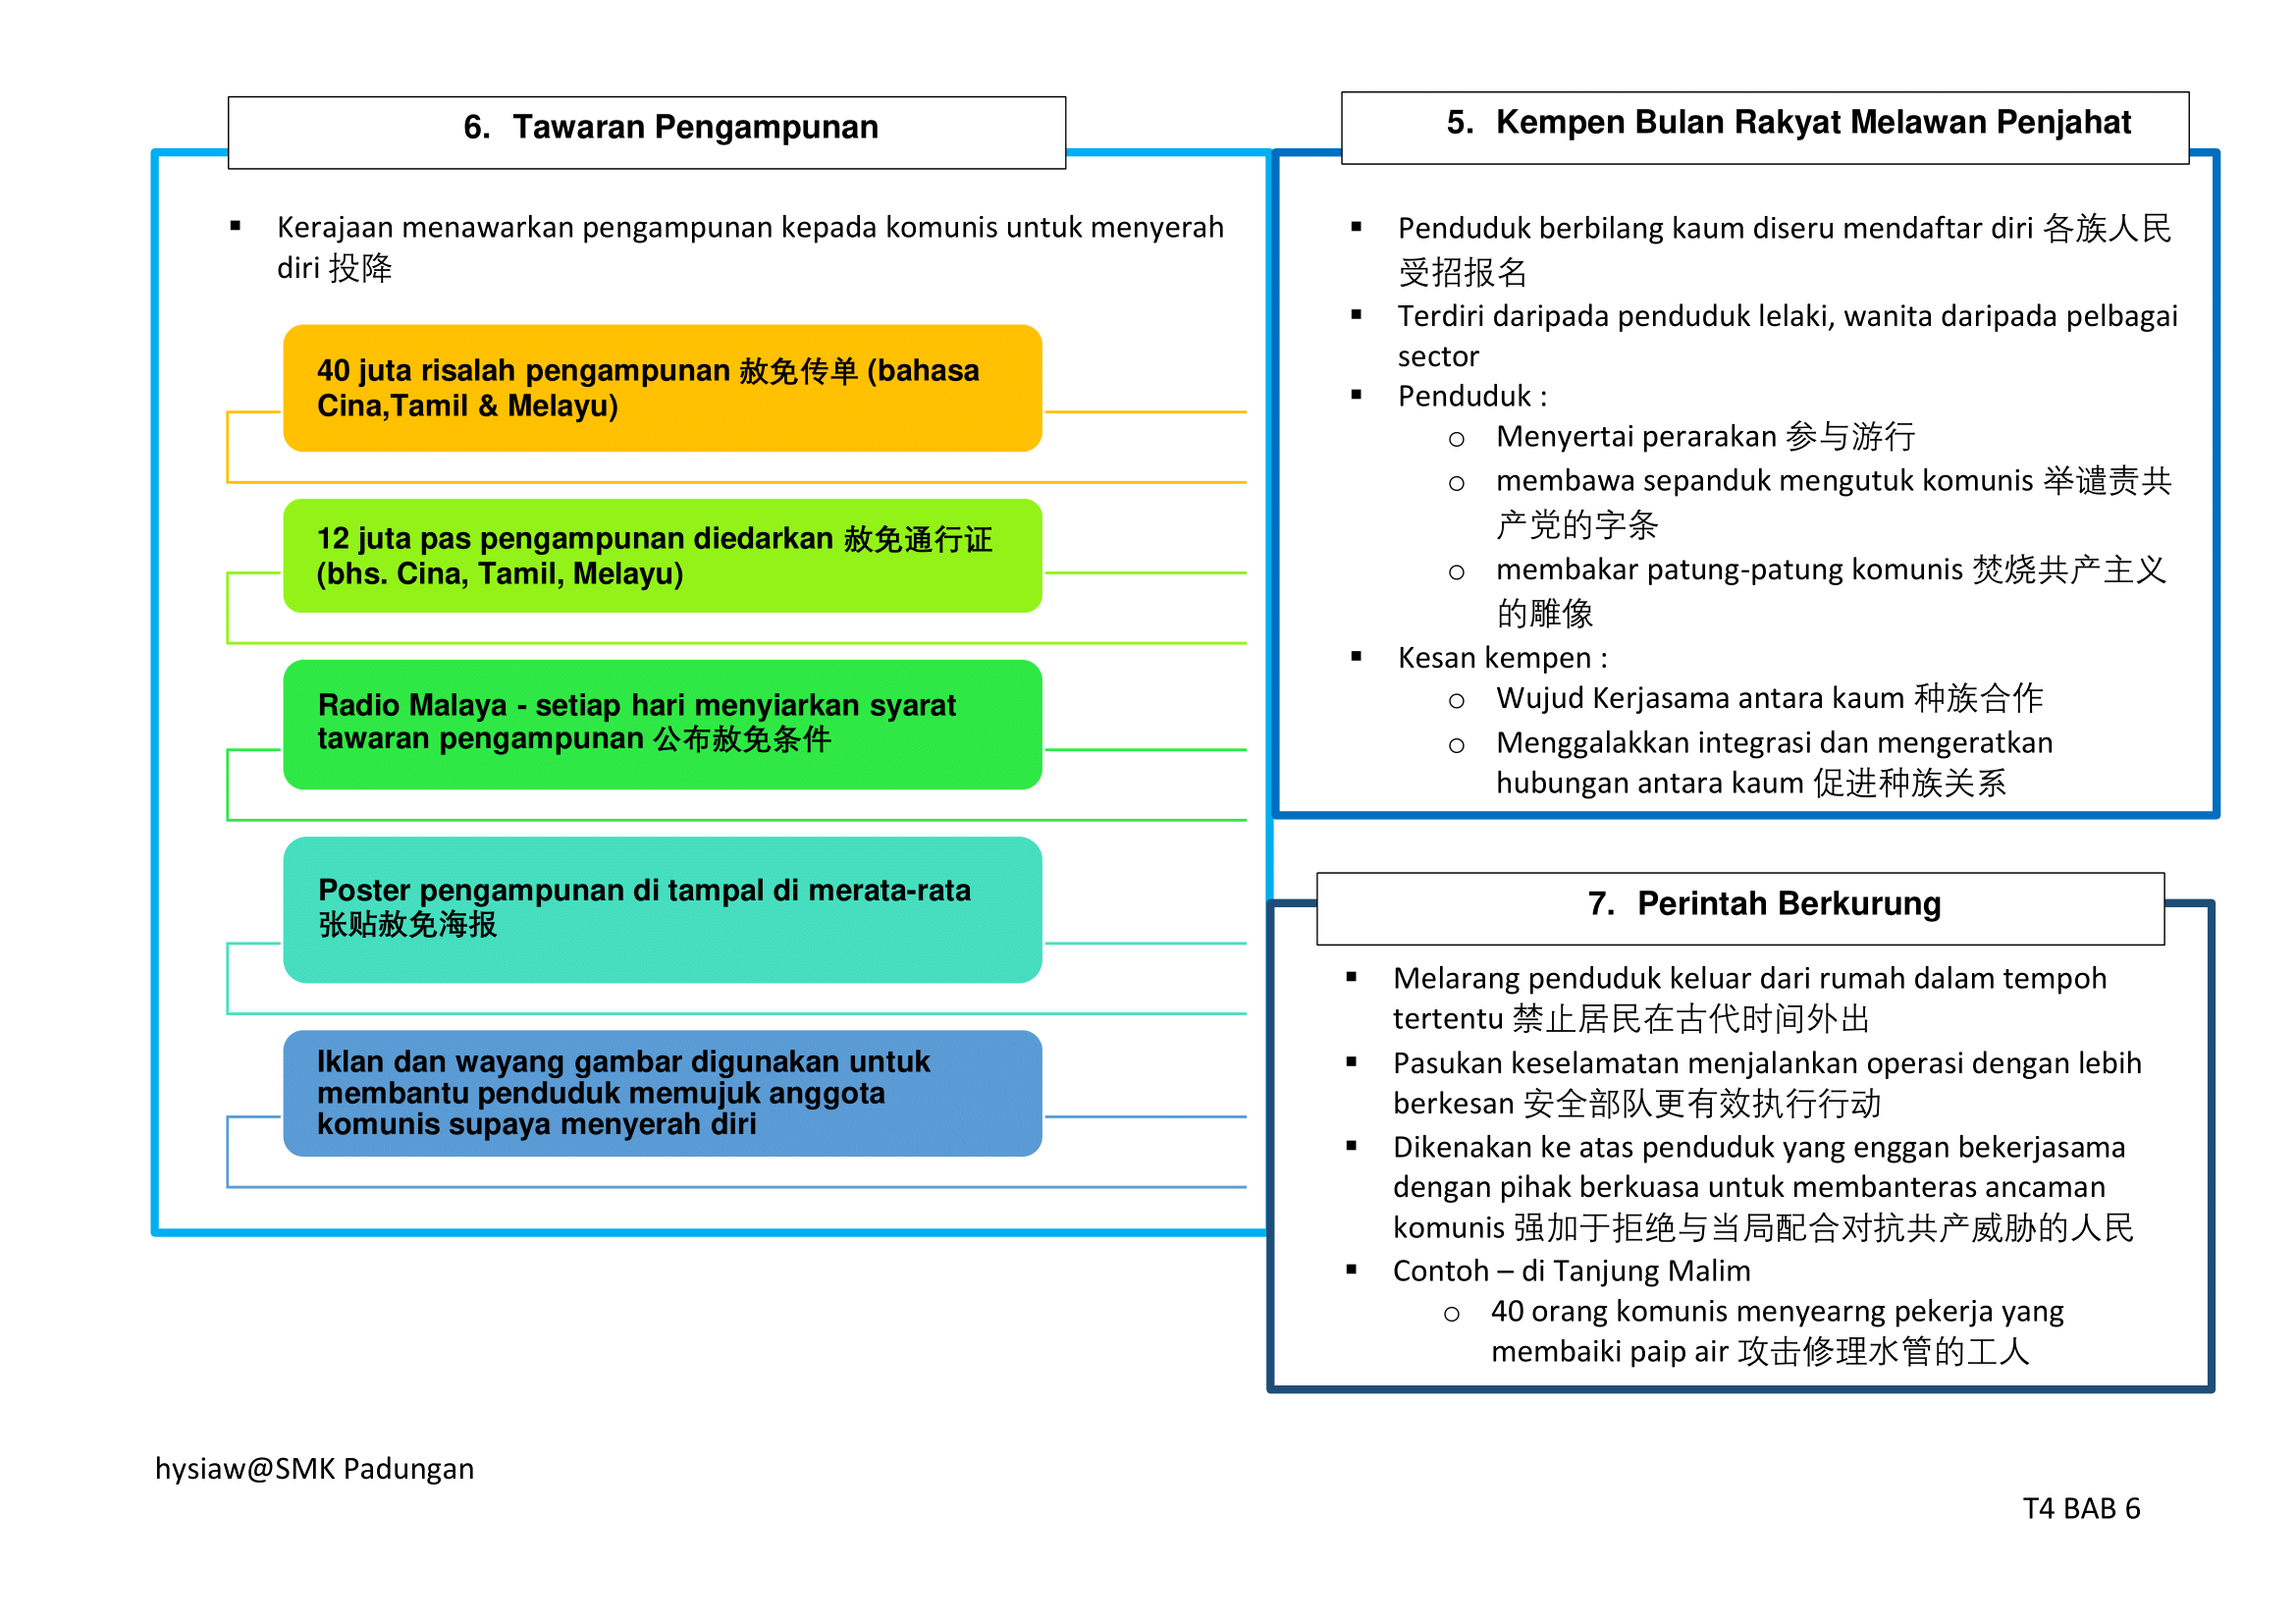 6. Tawaran Pengampunan
▪ Kerajaan menawarkan pengampunan kepada komunis untuk menyerah
diri 投降
40 juta risalah pengampunan 赦免传单 (bahasa
Cina,Tamil & Melayu)
12 juta pas pengampunan diedarkan 赦免通行证
(bhs. Cina, Tamil, Melayu)
Radio Malaya - setiap hari menyiarkan syarat
tawaran pengampunan 公布赦免条件
Poster pengampunan di tampal di merata-rata
张贴赦免海报
Iklan dan wayang gambar digunakan untuk
membantu penduduk memujuk anggota
komunis supaya menyerah diri
5. Kempen Bulan Rakyat Melawan Penjahat
▪ Penduduk berbilang kaum diseru mendaftar diri 各族人民
受招报名
▪ Terdiri daripada penduduk lelaki, wanita daripada pelbagai
sector
▪ Penduduk :
o Menyertai perarakan 参与游行
o membawa sepanduk mengutuk komunis 举谴责共
产党的字条
o membakar patung-patung komunis 焚烧共产主义
的雕像
▪ Kesan kempen :
o Wujud Kerjasama antara kaum 种族合作
o Menggalakkan integrasi dan mengeratkan
hubungan antara kaum 促进种族关系
7. Perintah Berkurung
▪ Melarang penduduk keluar dari rumah dalam tempoh
tertentu 禁止居民在古代时间外出
▪ Pasukan keselamatan menjalankan operasi dengan lebih
berkesan 安全部队更有效执行行动
▪ Dikenakan ke atas penduduk yang enggan bekerjasama
dengan pihak berkuasa untuk membanteras ancaman
komunis 强加于拒绝与当局配合对抗共产威胁的人民
▪ Contoh – di Tanjung Malim
o 40 orang komunis menyearng pekerja yang
membaiki paip air 攻击修理水管的工人
hysiaw@SMK Padungan
T4 BAB 6